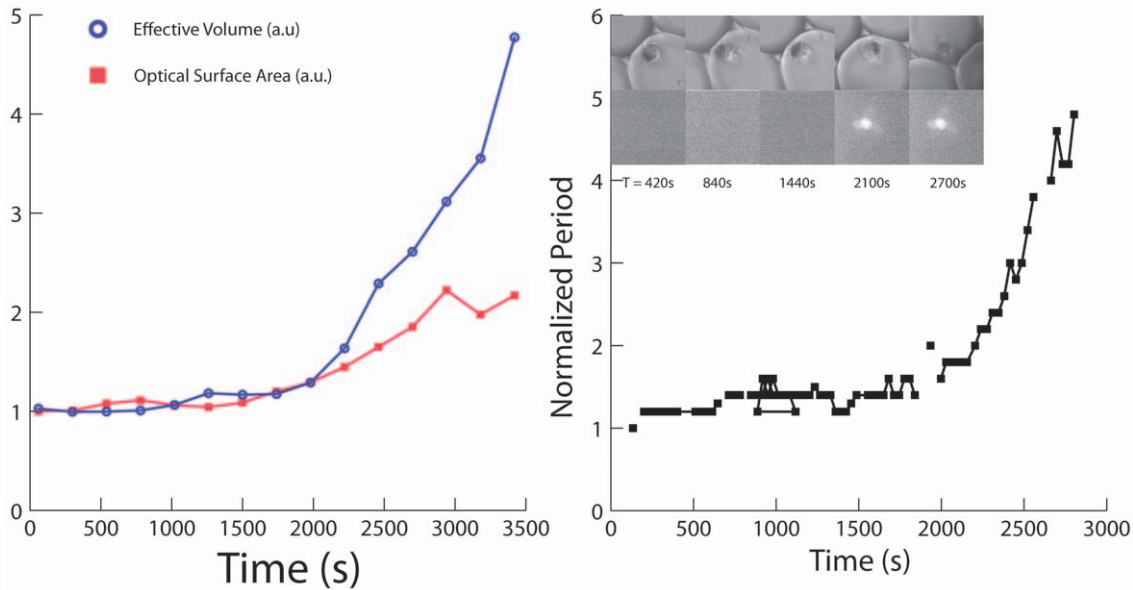 5
4
3
2
1
0
Effective Volume (a.u)
Optical Surface Area (a.u.)
0 500 1000 1500 2000 2500 3000 3500
Time (s)
6
5
4
3
2
1
0
Normalized Period
T = 420s 840s 1440s 2100s 2700s
0 500 1000 1500 2000 2500 3000
Time (s)